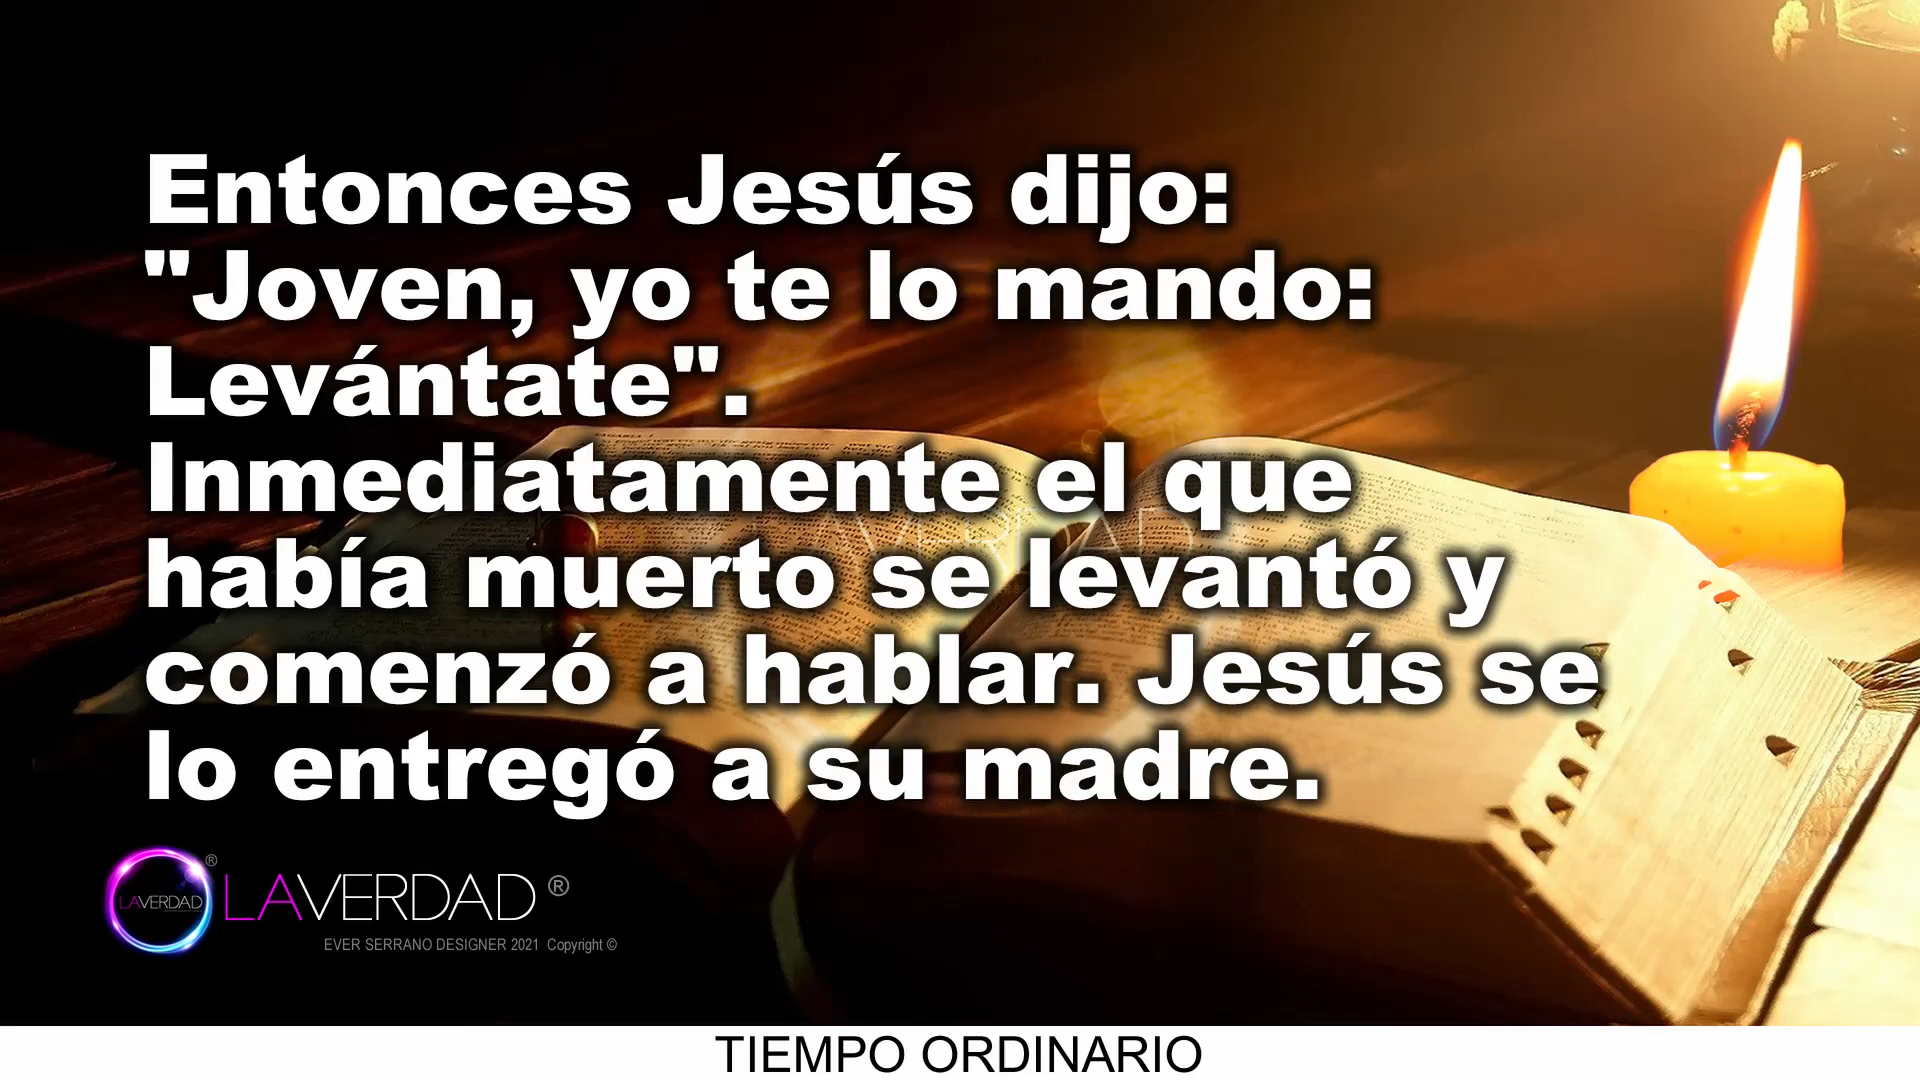 Entonces Jesús dijo:
"Joven, yo te lo mando:
Levántate".
Inmediatamente el que
había muerto se levantó y
comenzó a hablar. Jesús se
lo entregó a su madre.
LAVERDAD
LAVERDAD ®
®
LAVERDAD ®
EVER SERRANO DESIGNER 2021 Copyright ©
TIEMPO ORDINARIO